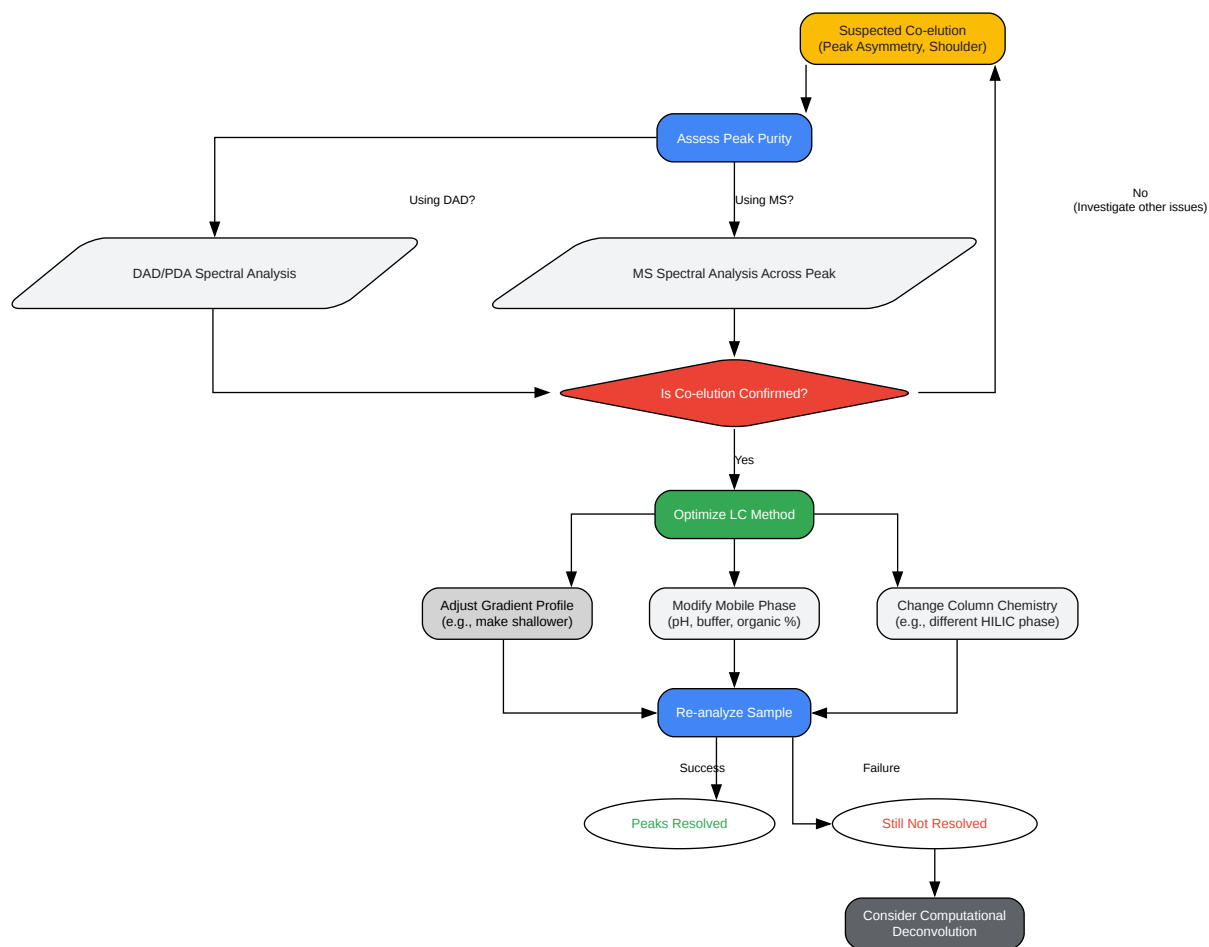 Suspected Co-elution
(Peak Asymmetry, Shoulder)
Assess Peak Purity
Using DAD?
Using MS?
No
(Investigate other issues)
DAD/PDA Spectral Analysis
MS Spectral Analysis Across Peak
Is Co-elution Confirmed?
Yes
Optimize LC Method
Adjust Gradient Profile
(e.g., make shallower)
Modify Mobile Phase
(pH, buffer, organic %)
Change Column Chemistry
(e.g., different HILIC phase)
Re-analyze Sample
Success
Failure
Peaks Resolved
Still Not Resolved
Consider Computational
Deconvolution